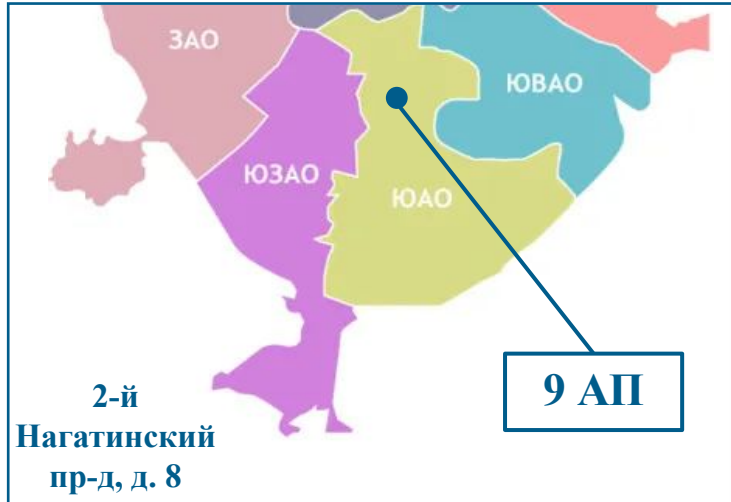 ЗАО
ЮВАО
ЮЗАО
ЮАО
9 АП
2-й
Нагатинский
пр-д, д. 8